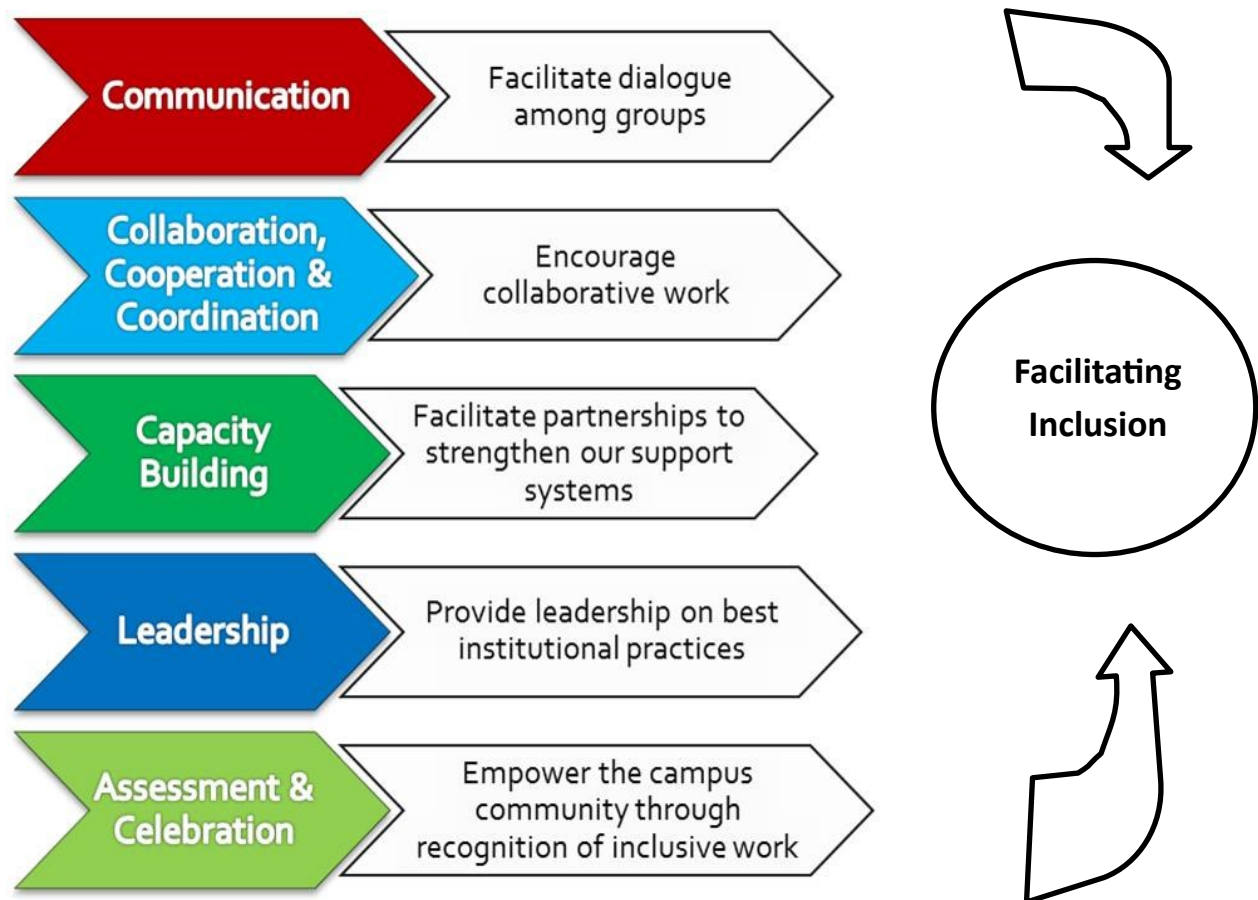 Communication
Facilitate dialogue
among groups
Collaboration,
Cooperation &
Coordination
Encourage
collaborative work
Capacity
Building
Facilitate partnerships to
strengthen our support
systems
Leadership
Provide leadership on best
institutional practices
Assessment &
Celebration
Empower the campus
community through
recognition of inclusive work
Facilitating
Inclusion